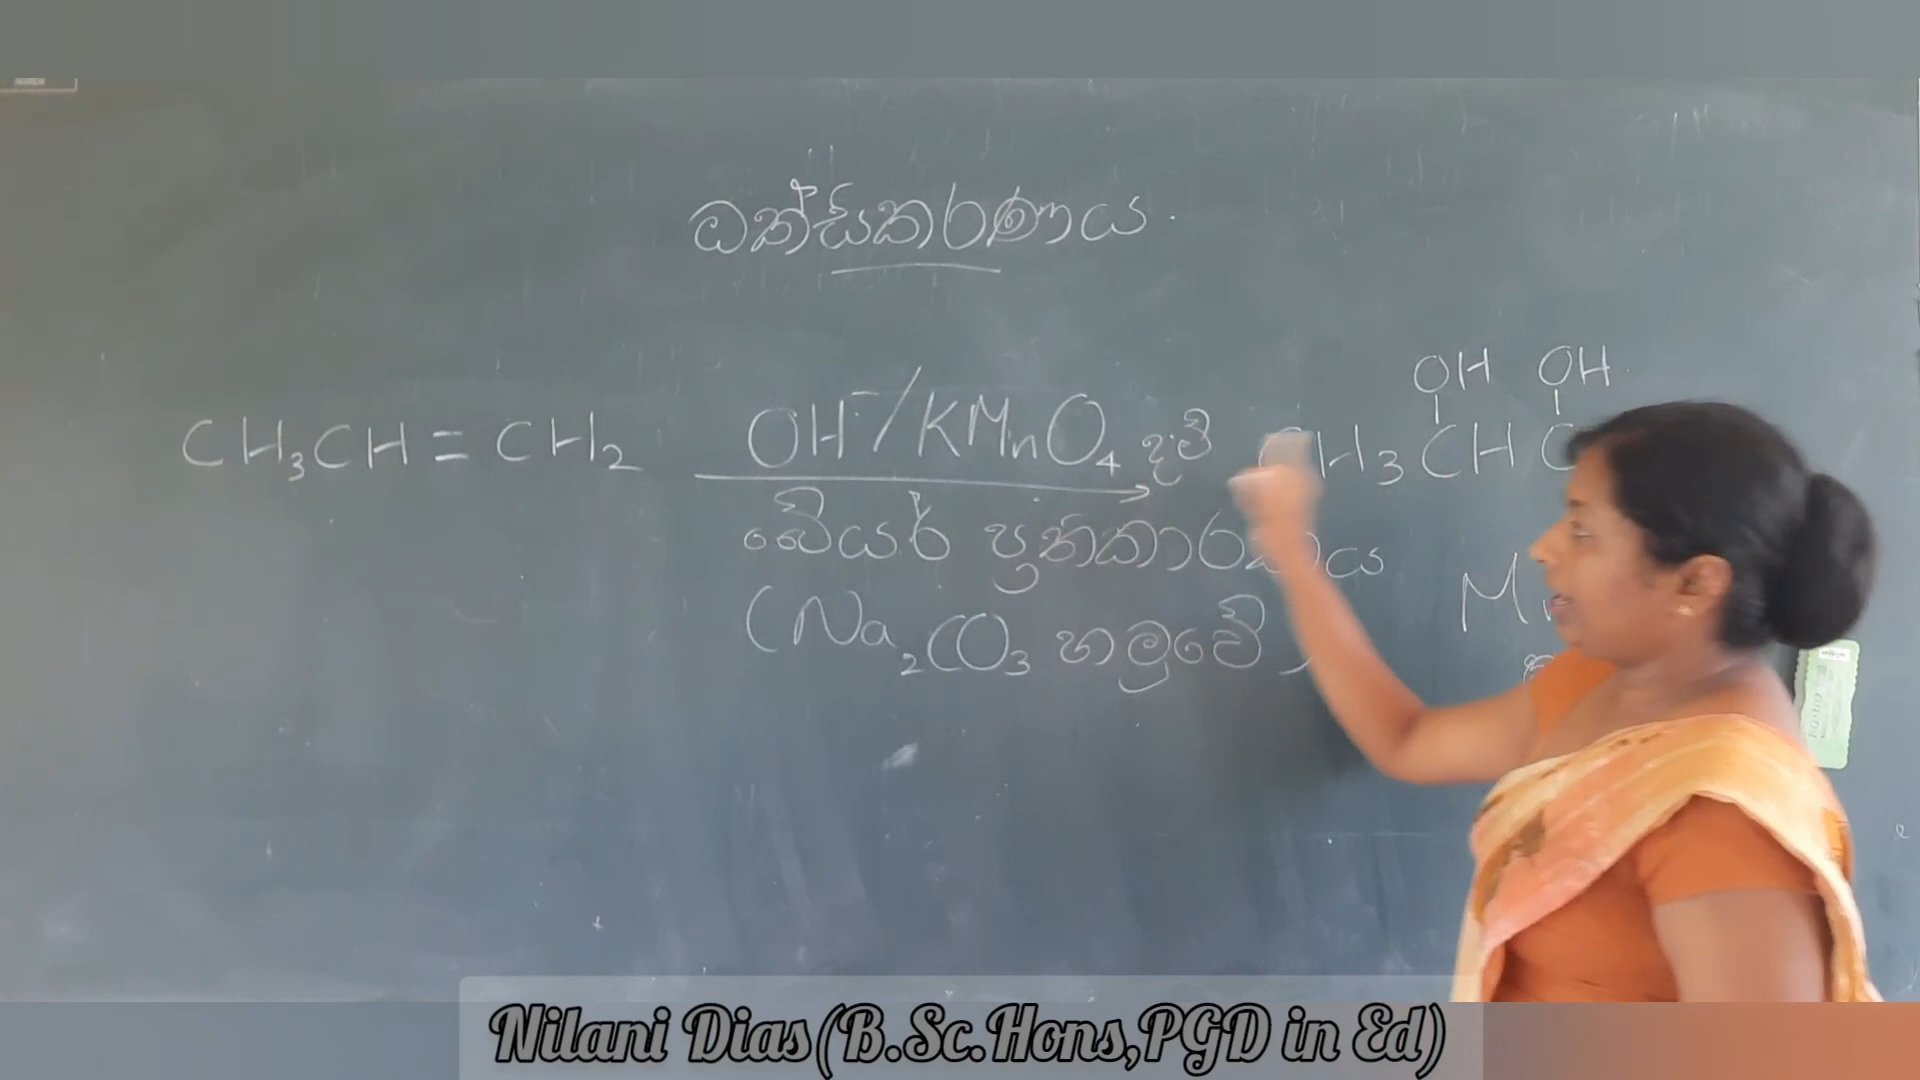 ඔක්සිකරණය.
OH OH
CH₃CH=CH₂ OH⁻/KMnO₄ CH₃CH C
බේයර් ප්‍රතිකාරකය
M
(Na₂CO₃ හමුවේ)
Nilani Dias(B.Sc.Hons,PGD in Ed)